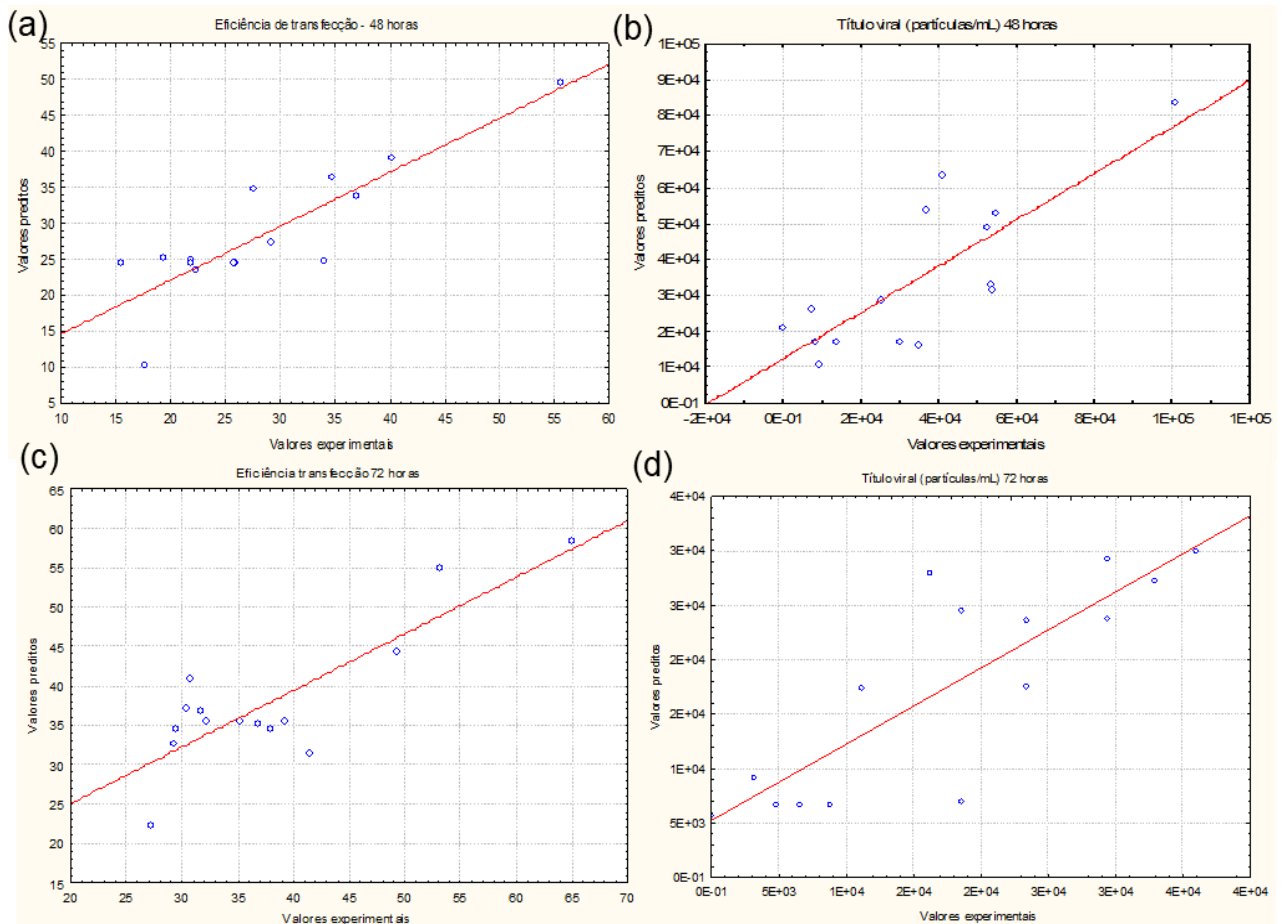 (a)
Eficiência de transfecção - 48 horas
55
50
45
40
35
30
25
20
15
10
5
Valores preditos
10 15 20 25 30 35 40 45 50 55 60
Valores experimentais
(b)
Título viral (partículas/mL) 48 horas
1E+05
9E+04
8E+04
7E+04
6E+04
5E+04
4E+04
3E+04
2E+04
1E+04
0E-01
Valores preditos
-2E+04 0E-01 2E+04 4E+04 6E+04 8E+04 1E+05 1E+05
Valores experimentais
(c)
Eficiência transfecção 72 horas
65
60
55
50
45
40
35
30
25
20
15
Valores preditos
20 25 30 35 40 45 50 55 60 65 70
Valores experimentais
(d)
Título viral (partículas/mL) 72 horas
4E+04
3E+04
3E+04
2E+04
2E+04
1E+04
5E+03
0E-01
Valores preditos
0E-01 5E+03 1E+04 2E+04 2E+04 3E+04 3E+04 4E+04 4E+04
Valores experimentais